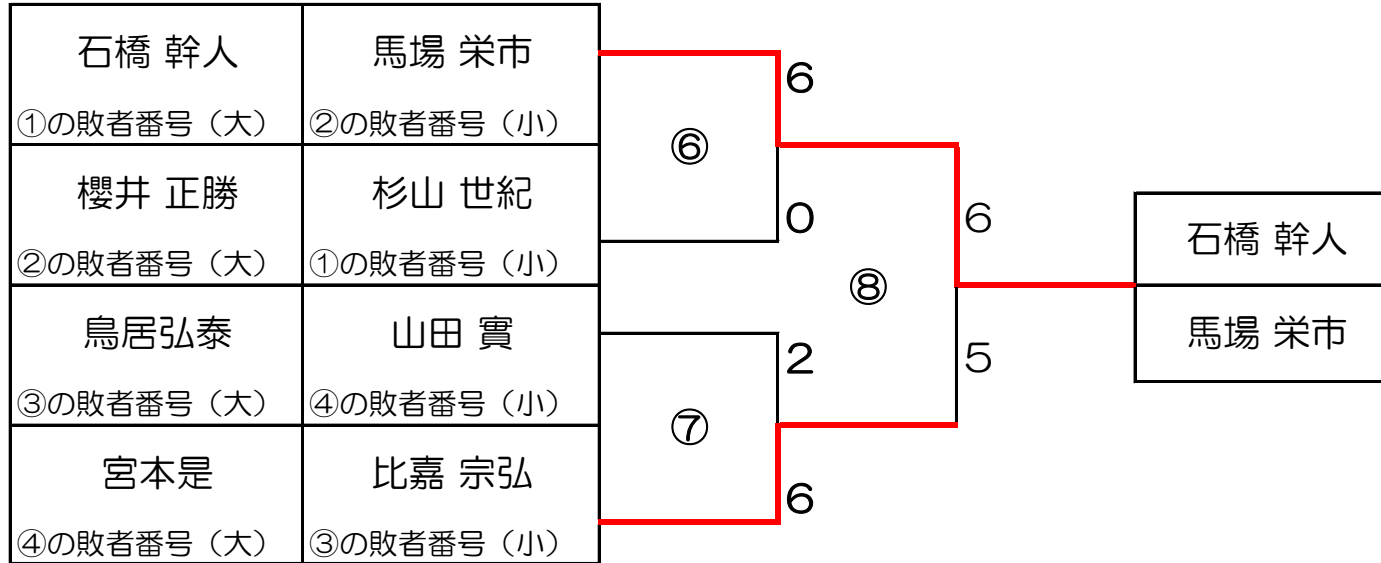 石橋 幹人 馬場 栄市
①の敗者番号（大） ②の敗者番号（小）
櫻井 正勝 杉山 世紀
②の敗者番号（大） ①の敗者番号（小）
鳥居弘泰 山田 實
③の敗者番号（大） ④の敗者番号（小）
宮本是 比嘉 宗弘
④の敗者番号（大） ③の敗者番号（小）
6
⑥
0
2
⑦
6
6
⑧
5
石橋 幹人
馬場 栄市